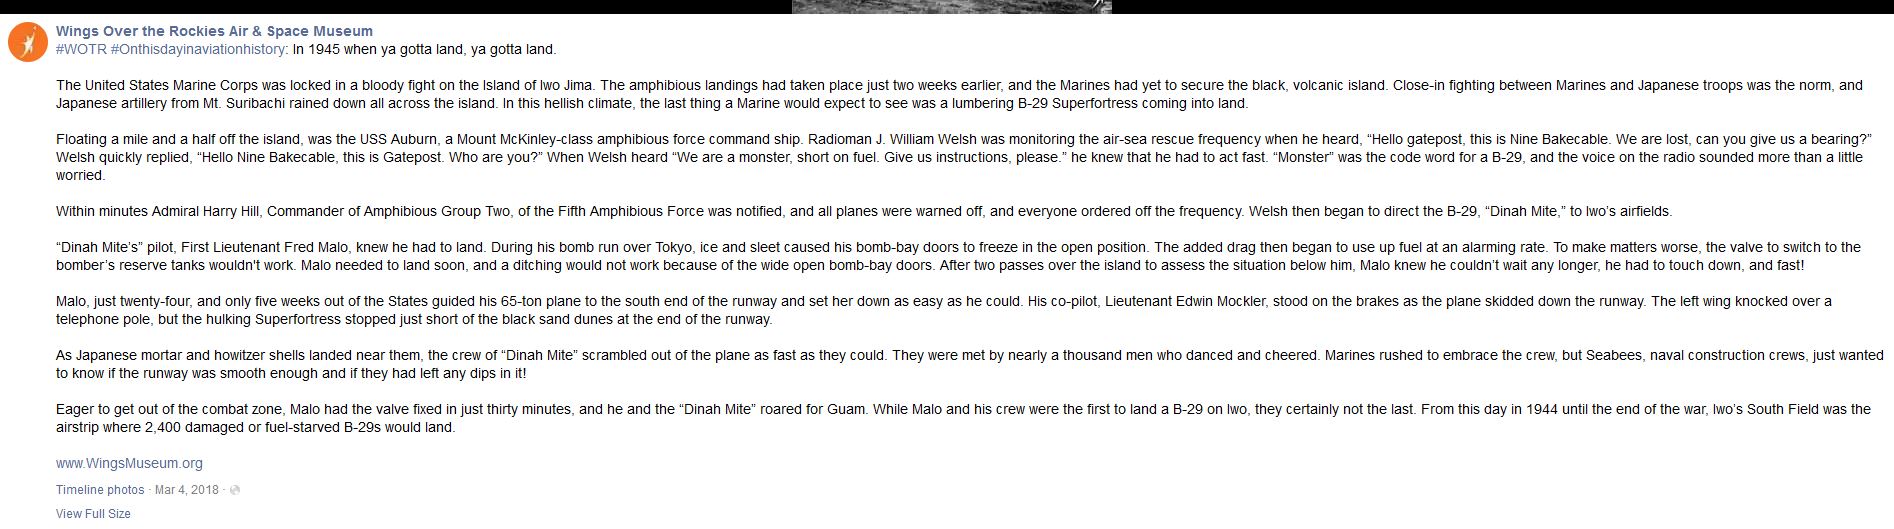 Wings Over the Rockies Air & Space Museum
#WOTR #Onthisdayinaviationhistory: In 1945 when ya gotta land, ya gotta land.
The United States Marine Corps was locked in a bloody fight on the Island of Iwo Jima. The amphibious landings had taken place just two weeks earlier, and the Marines had yet to secure the black, volcanic island. Close-in fighting between Marines and Japanese troops was the norm, and
Japanese artillery from Mt. Suribachi rained down all across the island. In this hellish climate, the last thing a Marine would expect to see was a lumbering B-29 Superfortress coming into land.
Floating a mile and a half off the island, was the USS Auburn, a Mount McKinley-class amphibious force command ship. Radioman J. William Welsh was monitoring the air-sea rescue frequency when he heard, “Hello gatepost, this is Nine Bakecable. We are lost, can you give us a bearing?”
Welsh quickly replied, “Hello Nine Bakecable, this is Gatepost. Who are you?” When Welsh heard “We are a monster, short on fuel. Give us instructions, please.” he knew that he had to act fast. “Monster” was the code word for a B-29, and the voice on the radio sounded more than a little
worried.
Within minutes Admiral Harry Hill, Commander of Amphibious Group Two, of the Fifth Amphibious Force was notified, and all planes were warned off, and everyone ordered off the frequency. Welsh then began to direct the B-29, “Dinah Mite,” to Iwo’s airfields.
“Dinah Mite’s” pilot, First Lieutenant Fred Malo, knew he had to land. During his bomb run over Tokyo, ice and sleet caused his bomb-bay doors to freeze in the open position. The added drag then began to use up fuel at an alarming rate. To make matters worse, the valve to switch to the
bomber’s reserve tanks wouldn't work. Malo needed to land soon, and a ditching would not work because of the wide open bomb-bay doors. After two passes over the island to assess the situation below him, Malo knew he couldn’t wait any longer, he had to touch down, and fast!
Malo, just twenty-four, and only five weeks out of the States guided his 65-ton plane to the south end of the runway and set her down as easy as he could. His co-pilot, Lieutenant Edwin Mockler, stood on the brakes as the plane skidded down the runway. The left wing knocked over a
telephone pole, but the hulking Superfortress stopped just short of the black sand dunes at the end of the runway.
As Japanese mortar and howitzer shells landed near them, the crew of “Dinah Mite” scrambled out of the plane as fast as they could. They were met by nearly a thousand men who danced and cheered. Marines rushed to embrace the crew, but Seabees, naval construction crews, just wanted
to know if the runway was smooth enough and if they had left any dips in it!
Eager to get out of the combat zone, Malo had the valve fixed in just thirty minutes, and he and the “Dinah Mite” roared for Guam. While Malo and his crew were the first to land a B-29 on Iwo, they certainly not the last. From this day in 1944 until the end of the war, Iwo’s South Field was the
airstrip where 2,400 damaged or fuel-starved B-29s would land.
www.WingsMuseum.org
Timeline photos · Mar 4, 2018 ·
View Full Size